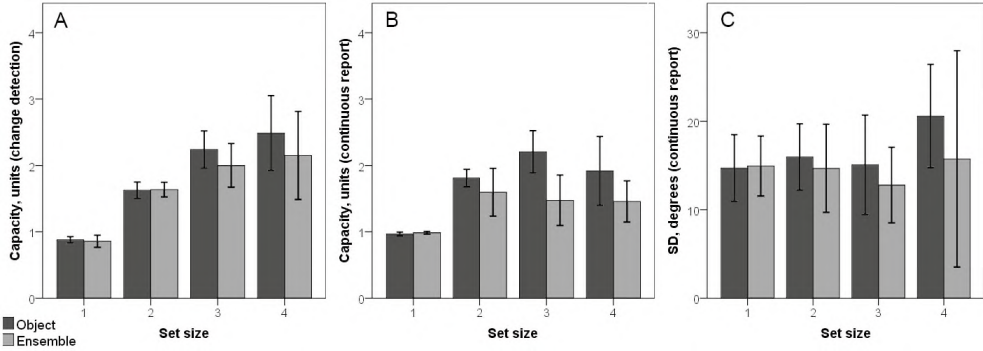 A
B
C
Capacity, units (change detection)
4
3
2
1
0
1 2 3 4
Set size
Capacity, units (continuous report)
4
3
2
1
0
1 2 3 4
Set size
SD, degrees (continuous report)
30
20
10
0
1 2 3 4
Set size
Object
Ensemble